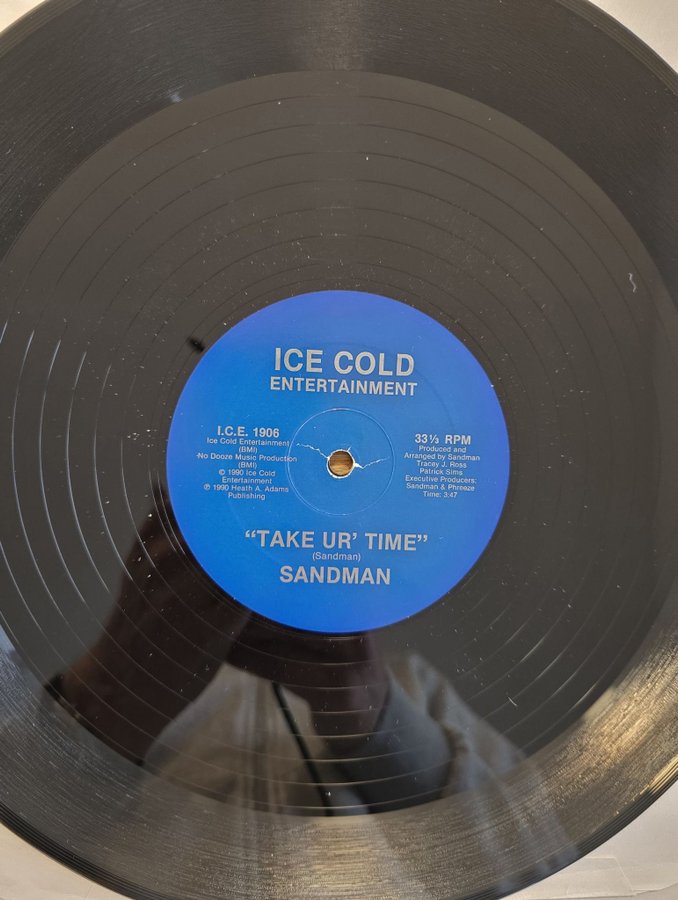 ICE COLD
ENTERTAINMENT
I.C.E. 1906
Ice Cold Entertainment
(BMI)
No Dooze Music Production
(BMI)
© 1990 Ice Cold
Entertainment
℗ 1990 Heath A. Adams
Publishing
33⅓ RPM
Produced and
Arranged by Sandman
Tracey J. Ross
Patrick Sims
Executive Producers:
Sandman & Phreeze
Time: 3:47
“TAKE UR’ TIME”
(Sandman)
SANDMAN